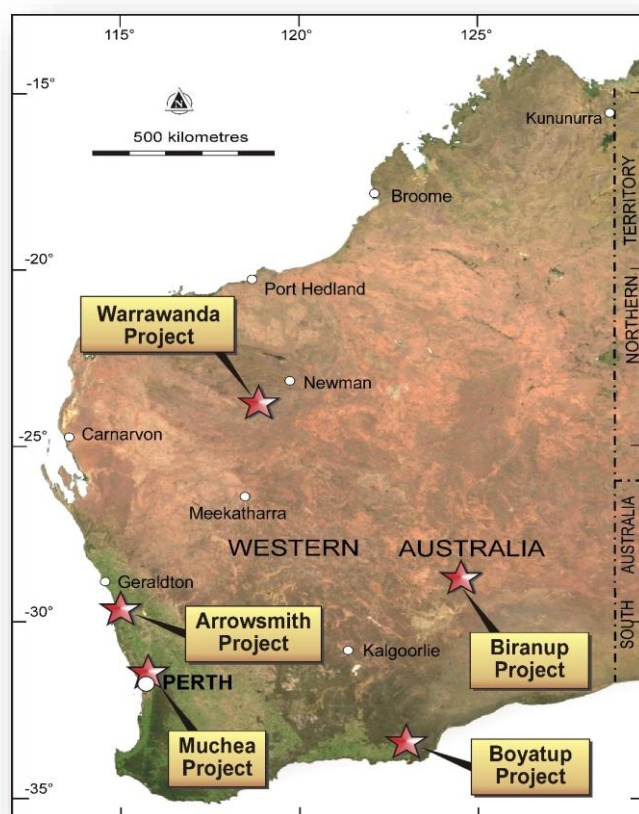 115°
120°
125°
-15°
N
500 kilometres
Kununurra
Broome
NORTHERN TERRITORY
-20°
Port Hedland
Warrawanda
Project
Newman
-25°
Carnarvon
Meekatharra
WESTERN AUSTRALIA
SOUTH AUSTRALIA
Geraldton
-30°
Arrowsmith
Project
Kalgoorlie
Biranup
Project
PERTH
Muchea
Project
Boyatup
Project
-35°